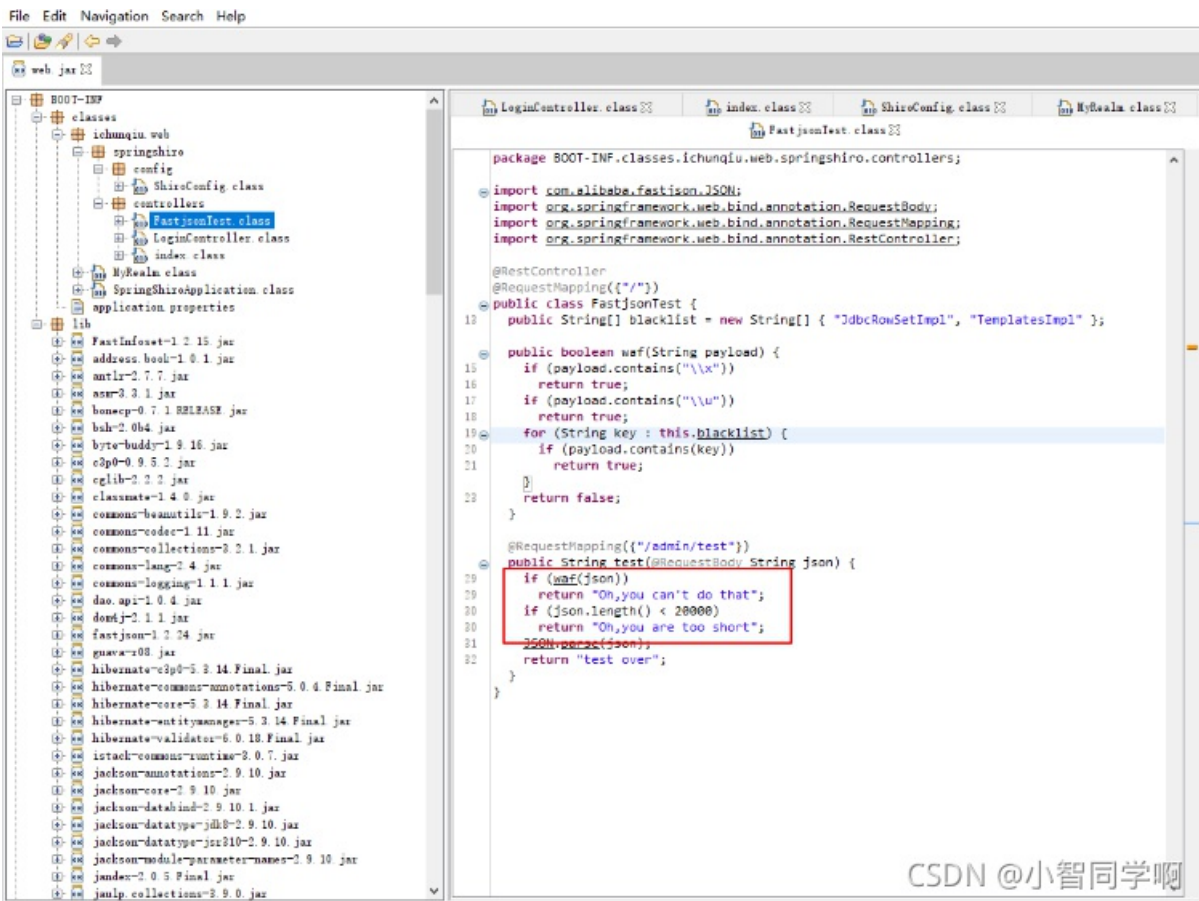 File Edit Navigation Search Help
web.jar
BOOT-INF
classes
ichunqiu.web
springshiro
config
ShiroConfig.class
controllers
FastjsonTest.class
LoginController.class
index.class
MyRealm.class
SpringShiroApplication.class
application.properties
lib
FastInfoset-1.2.15.jar
address.book-1.0.1.jar
antlr-2.7.7.jar
asm-3.3.1.jar
bonecp-0.7.1.RELEASE.jar
bsh-2.0b4.jar
byte-buddy-1.9.16.jar
c3p0-0.9.5.2.jar
cglib-2.2.2.jar
classmate-1.4.0.jar
commons-beanutils-1.9.2.jar
commons-codec-1.11.jar
commons-collections-3.2.1.jar
commons-lang-2.4.jar
commons-logging-1.1.1.jar
dao.api-1.0.4.jar
dom4j-2.1.1.jar
fastjson-1.2.24.jar
guava-r08.jar
hibernate-c3p0-5.3.14.Final.jar
hibernate-commons-annotations-5.0.4.Final.jar
hibernate-core-5.3.14.Final.jar
hibernate-entitymanager-5.3.14.Final.jar
hibernate-validator-6.0.18.Final.jar
istack-commons-runtime-3.0.7.jar
jackson-annotations-2.9.10.jar
jackson-core-2.9.10.jar
jackson-databind-2.9.10.1.jar
jackson-datatype-jdk8-2.9.10.jar
jackson-datatype-jsr310-2.9.10.jar
jackson-module-parameter-names-2.9.10.jar
jandex-2.0.5.Final.jar
jaulp.collections-3.9.0.jar
LoginController.class index.class ShiroConfig.class MyRealm.class
FastjsonTest.class
package BOOT-INF.classes.ichunqiu.web.springshiro.controllers;
import com.alibaba.fastjson.JSON;
import org.springframework.web.bind.annotation.RequestBody;
import org.springframework.web.bind.annotation.RequestMapping;
import org.springframework.web.bind.annotation.RestController;
@RestController
@RequestMapping({"/"})
public class FastjsonTest {
13 public String[] blacklist = new String[] { "JdbcRowSetImpl", "TemplatesImpl" };
public boolean waf(String payload) {
15 if (payload.contains("\\x"))
16 return true;
17 if (payload.contains("\\u"))
18 return true;
19 for (String key : this.blacklist) {
20 if (payload.contains(key))
21 return true;
}
23 return false;
}
@RequestMapping({"/admin/test"})
public String test(@RequestBody String json) {
29 if (waf(json))
29 return "Oh,you can't do that";
30 if (json.length() < 20000)
30 return "Oh,you are too short";
31 JSON.parse(json);
32 return "test over";
}
}
CSDN @小智同学啊